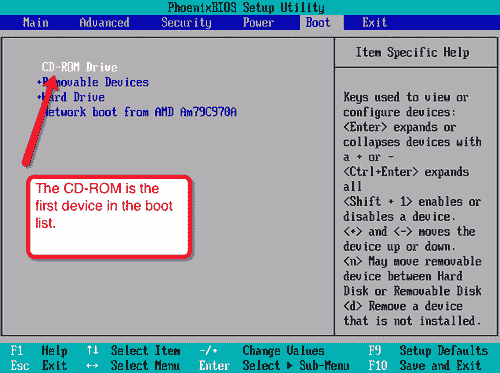 PhoenixBIOS Setup Utility
Main Advanced Security Power Boot Exit
CD-ROM Drive
+Removable Devices
+Hard Drive
Network boot from AMD Am79C970A
The CD-ROM is the
first device in the boot
list.
Item Specific Help
Keys used to view or
configure devices:
<Enter> expands or
collapses devices with
a + or -
<Ctrl+Enter> expands
all
<Shift + 1> enables or
disables a device.
<+> and <-> moves the
device up or down.
<n> May move removable
device between Hard
Disk or Removable Disk
<d> Remove a device
that is not installed.
F1 Help ↑↓ Select Item -/+ Change Values F9 Setup Defaults
Esc Exit ↔ Select Menu Enter Select ▶ Sub-Menu F10 Save and Exit